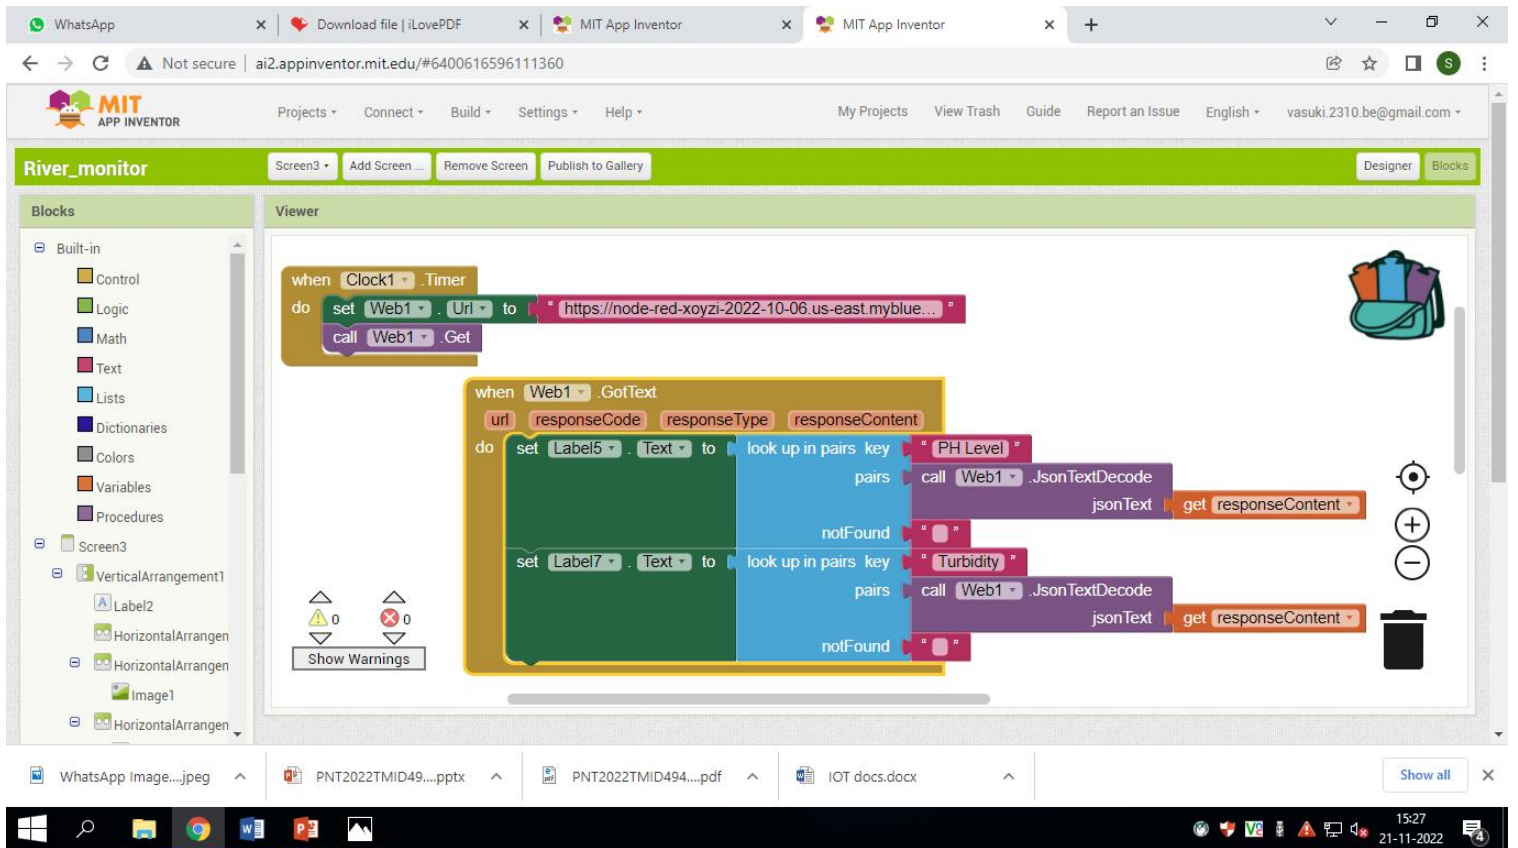 WhatsApp
Download file | iLovePDF
MIT App Inventor
MIT App Inventor
Not secure
ai2.appinventor.mit.edu/#6400616596111360
S
MIT
APP INVENTOR
Projects
Connect
Build
Settings
Help
My Projects
View Trash
Guide
Report an Issue
English
vasuki.2310.be@gmail.com
River_monitor
Screen3
Add Screen ...
Remove Screen
Publish to Gallery
Designer
Blocks
Blocks
Viewer
Built-in
Control
Logic
Math
Text
Lists
Dictionaries
Colors
Variables
Procedures
Screen3
VerticalArrangement1
Label2
HorizontalArrangen
HorizontalArrangen
Image1
HorizontalArrangen
when Clock1 .Timer
do set Web1 . Url to " https://node-red-xoyzi-2022-10-06.us-east.myblue... "
call Web1 .Get
when Web1 .GotText
url responseCode responseType responseContent
do set Label5 . Text to look up in pairs key " PH Level "
pairs call Web1 .JsonTextDecode
jsonText get responseContent
notFound " "
set Label7 . Text to look up in pairs key " Turbidity "
pairs call Web1 .JsonTextDecode
jsonText get responseContent
notFound " "
0 0
Show Warnings
WhatsApp Image....jpeg
PNT2022TMID49....pptx
PNT2022TMID494....pdf
IOT docs.docx
Show all
15:27
21-11-2022
4